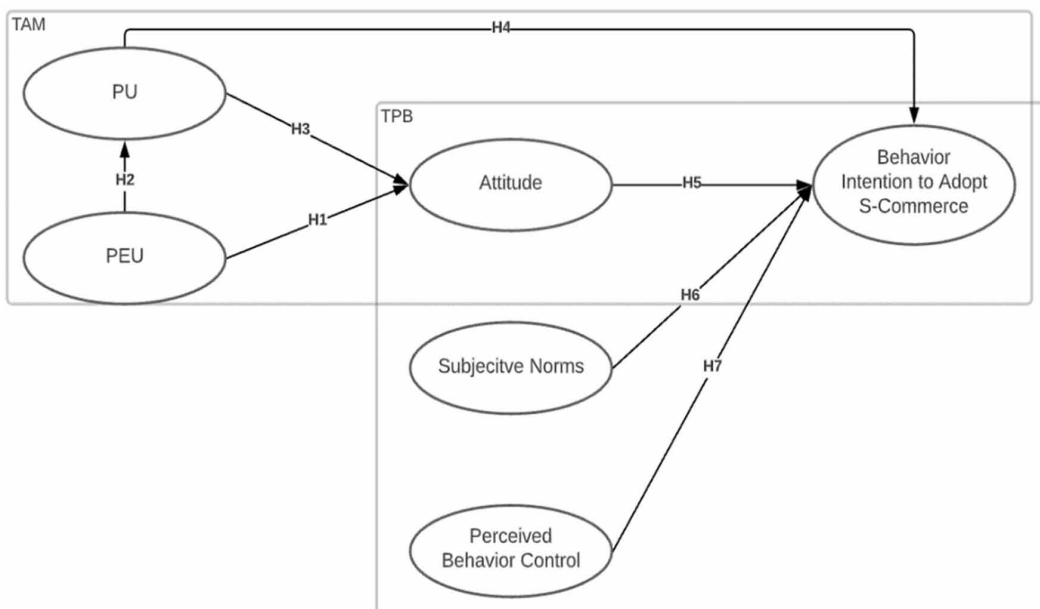 TAM
H4
PU
H3
TPB
H2
Attitude
H5
Behavior
Intention to Adopt
S-Commerce
H1
PEU
H6
Subjecitve Norms
H7
Perceived
Behavior Control